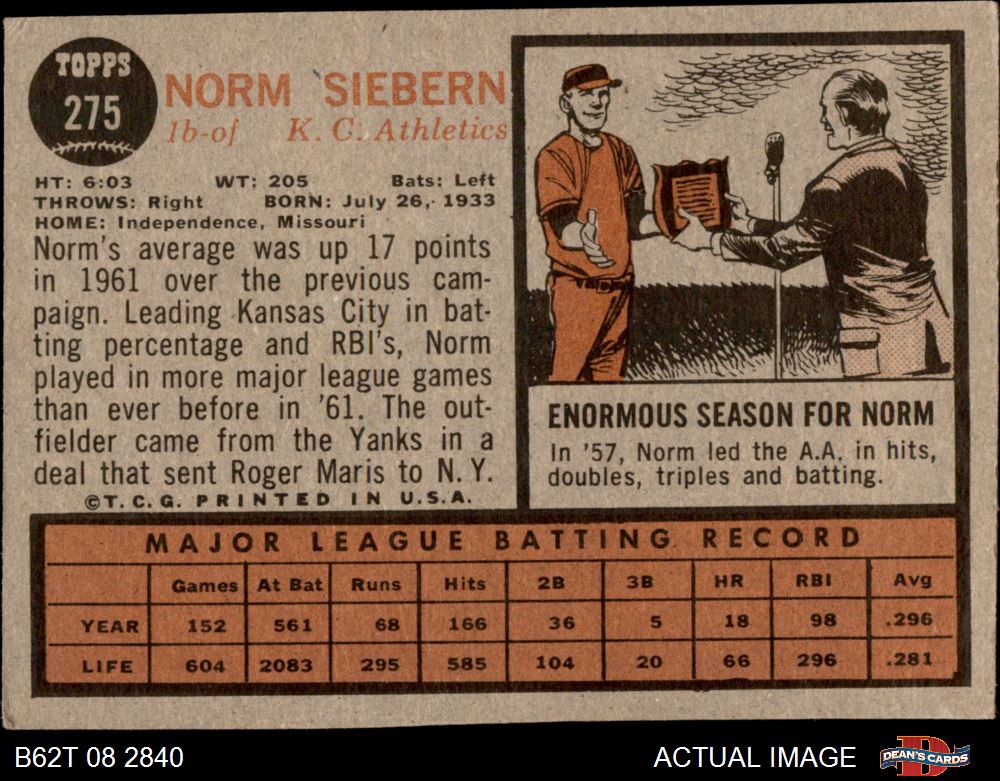 TOPPS
275
NORM SIEBERN
1b-of K. C. Athletics
HT: 6:03 WT: 205 Bats: Left
THROWS: Right BORN: July 26, 1933
HOME: Independence, Missouri
Norm's average was up 17 points
in 1961 over the previous cam-
paign. Leading Kansas City in bat-
ting percentage and RBI's, Norm
played in more major league games
than ever before in '61. The out-
fielder came from the Yanks in a
deal that sent Roger Maris to N. Y.
©T. C. G. PRINTED IN U.S.A.
ENORMOUS SEASON FOR NORM
In '57, Norm led the A.A. in hits,
doubles, triples and batting.
MAJOR LEAGUE BATTING RECORD
Games At Bat Runs Hits 2B 3B HR RBI Avg
YEAR 152 561 68 166 36 5 18 98 .296
LIFE 604 2083 295 585 104 20 66 296 .281
B62T 08 2840 ACTUAL IMAGE DEAN'S CARDS